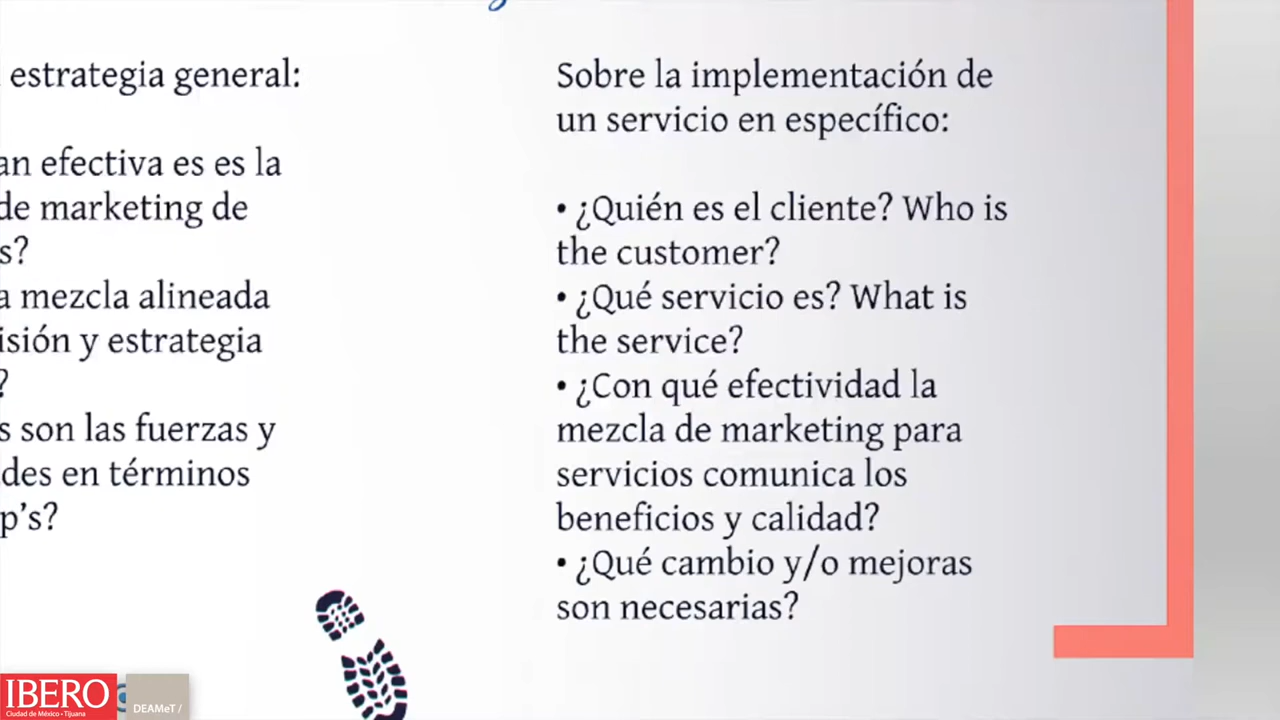 estrategia general:
an efectiva es es la
de marketing de
s?
a mezcla alineada
isión y estrategia
?
s son las fuerzas y
des en términos
p’s?
Sobre la implementación de
un servicio en específico:
• ¿Quién es el cliente? Who is
the customer?
• ¿Qué servicio es? What is
the service?
• ¿Con qué efectividad la
mezcla de marketing para
servicios comunica los
beneficios y calidad?
• ¿Qué cambio y/o mejoras
son necesarias?
IBERO
Ciudad de México • Tijuana
DEAMeT /